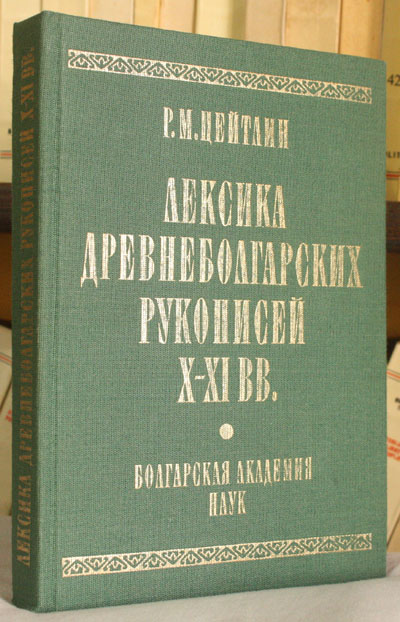 Р. М. ЦЕЙТЛИН
ЛЕКСИКА
ДРЕВНЕБОЛГАРСКИХ
РУКОПИСЕЙ
X–XI ВВ.
БОЛГАРСКАЯ АКАДЕМИЯ
НАУК
ЛЕКСИКА ДРЕВНЕБОЛГАРСКИХ РУКОПИСЕЙ X-XI ВВ.